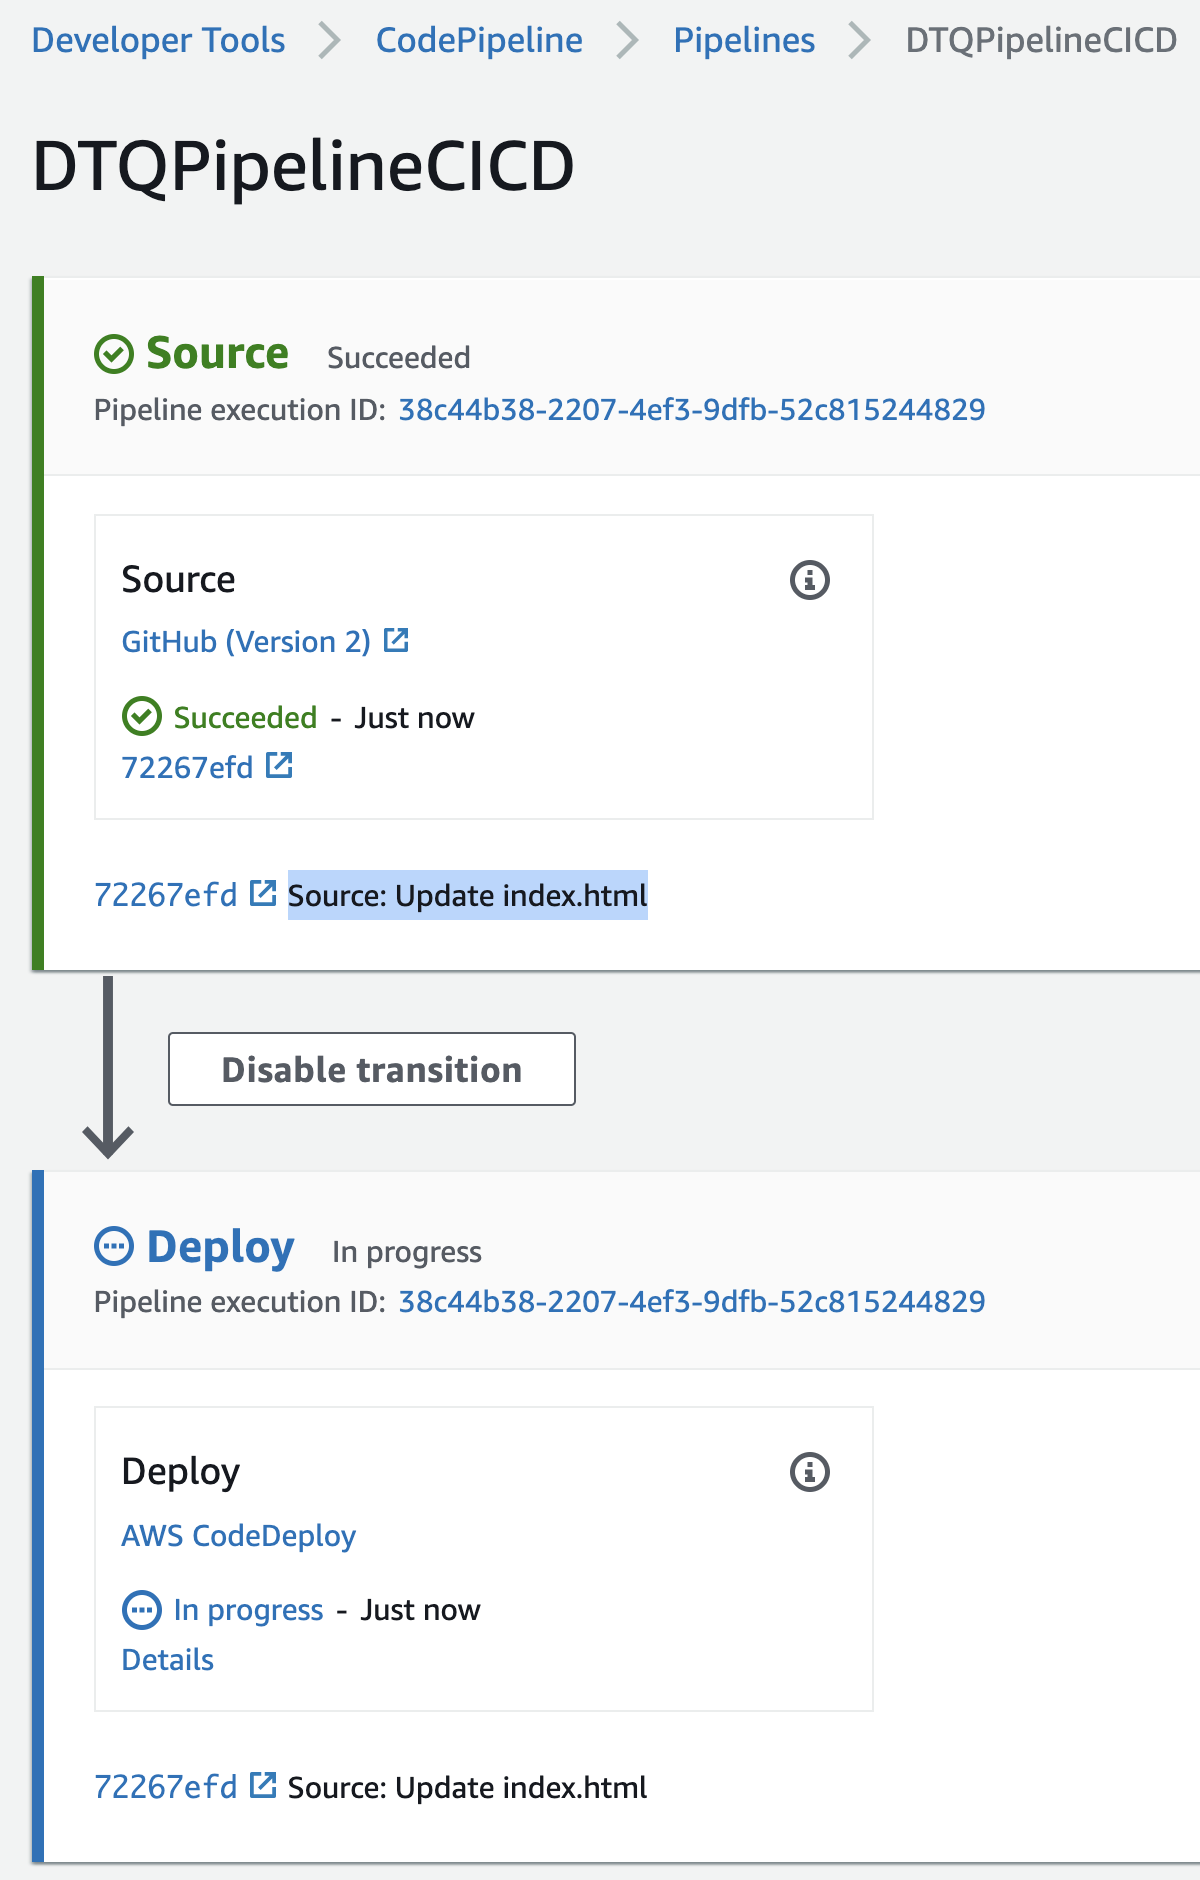 Developer Tools > CodePipeline > Pipelines > DTQPipelineCICD
DTQPipelineCICD
Source Succeeded
Pipeline execution ID: 38c44b38-2207-4ef3-9dfb-52c815244829
Source
GitHub (Version 2)
Succeeded - Just now
72267efd
72267efd Source: Update index.html
Disable transition
Deploy In progress
Pipeline execution ID: 38c44b38-2207-4ef3-9dfb-52c815244829
Deploy
AWS CodeDeploy
In progress - Just now
Details
72267efd Source: Update index.html